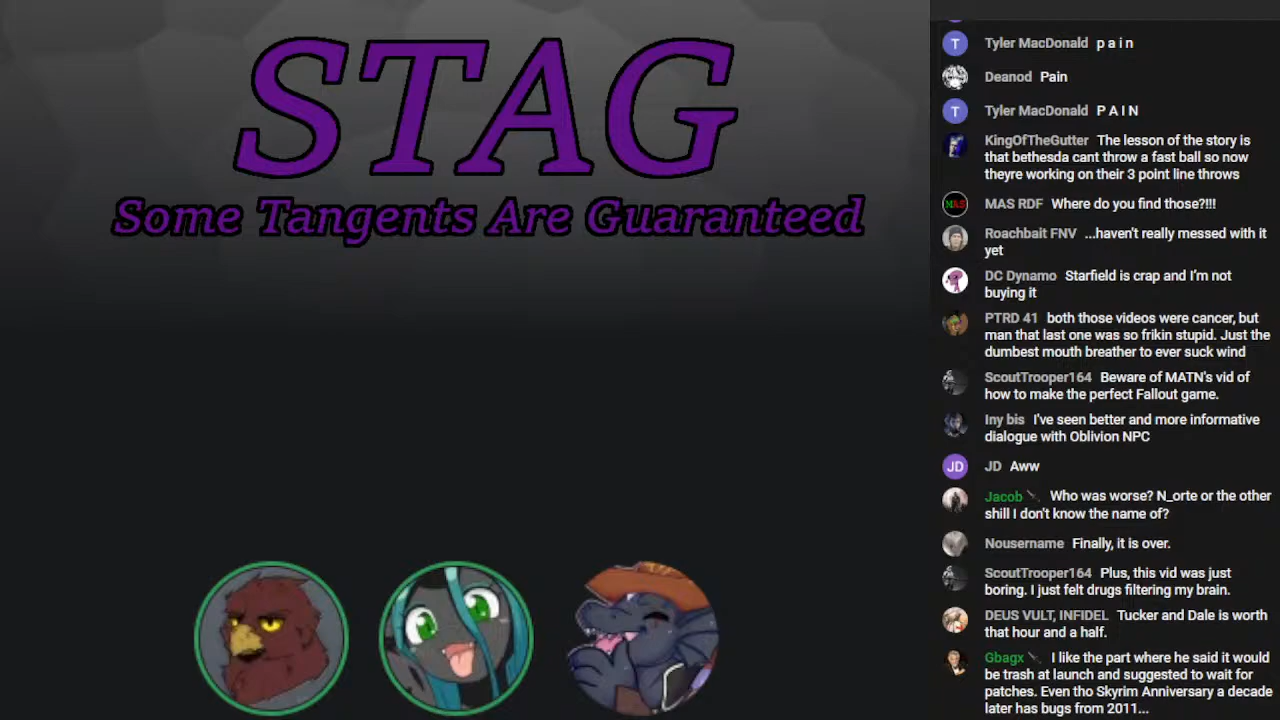 STAG
Some Tangents Are Guaranteed
T Tyler MacDonald p a i n
Deanod Pain
T Tyler MacDonald P A I N
KingOfTheGutter The lesson of the story is
that bethesda cant throw a fast ball so now
theyre working on their 3 point line throws
MAS MAS RDF Where do you find those?!!!
Roachbait FNV ...haven't really messed with it
yet
DC Dynamo Starfield is crap and I'm not
buying it
PTRD 41 both those videos were cancer, but
man that last one was so frikin stupid. Just the
dumbest mouth breather to ever suck wind
ScoutTrooper164 Beware of MATN's vid of
how to make the perfect Fallout game.
Iny bis I've seen better and more informative
dialogue with Oblivion NPC
JD JD Aww
Jacob Who was worse? N_orte or the other
shill I don't know the name of?
Nousername Finally, it is over.
ScoutTrooper164 Plus, this vid was just
boring. I just felt drugs filtering my brain.
DEUS VULT, INFIDEL Tucker and Dale is worth
that hour and a half.
Gbagx I like the part where he said it would
be trash at launch and suggested to wait for
patches. Even tho Skyrim Anniversary a decade
later has bugs from 2011...